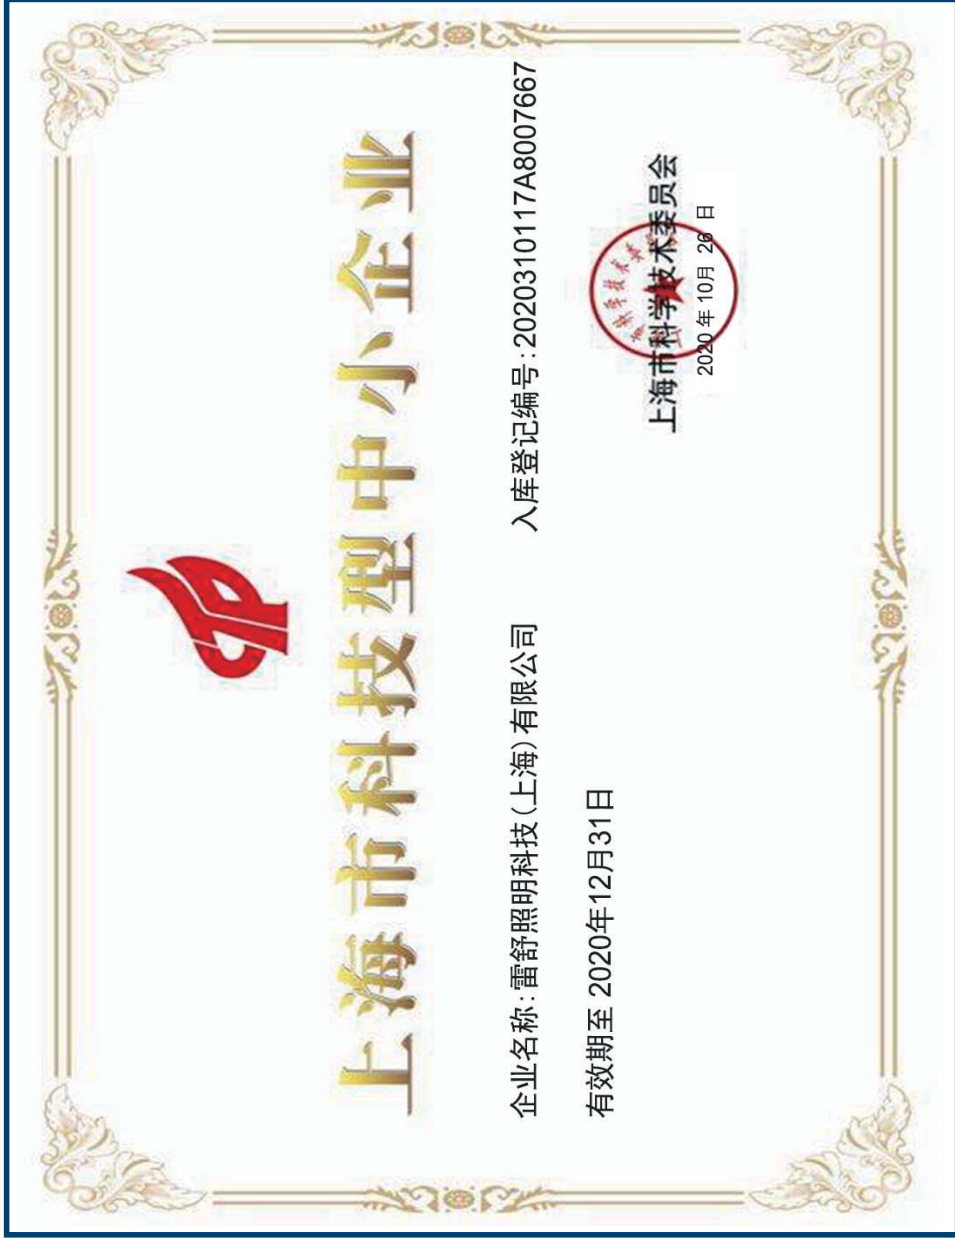 上海市科技型中小企业
企业名称:雷舒照明科技(上海)有限公司 入库登记编号:2020310117A8007667
有效期至 2020年12月31日
上海市科学技术委员会
2020 年 10月 26 日